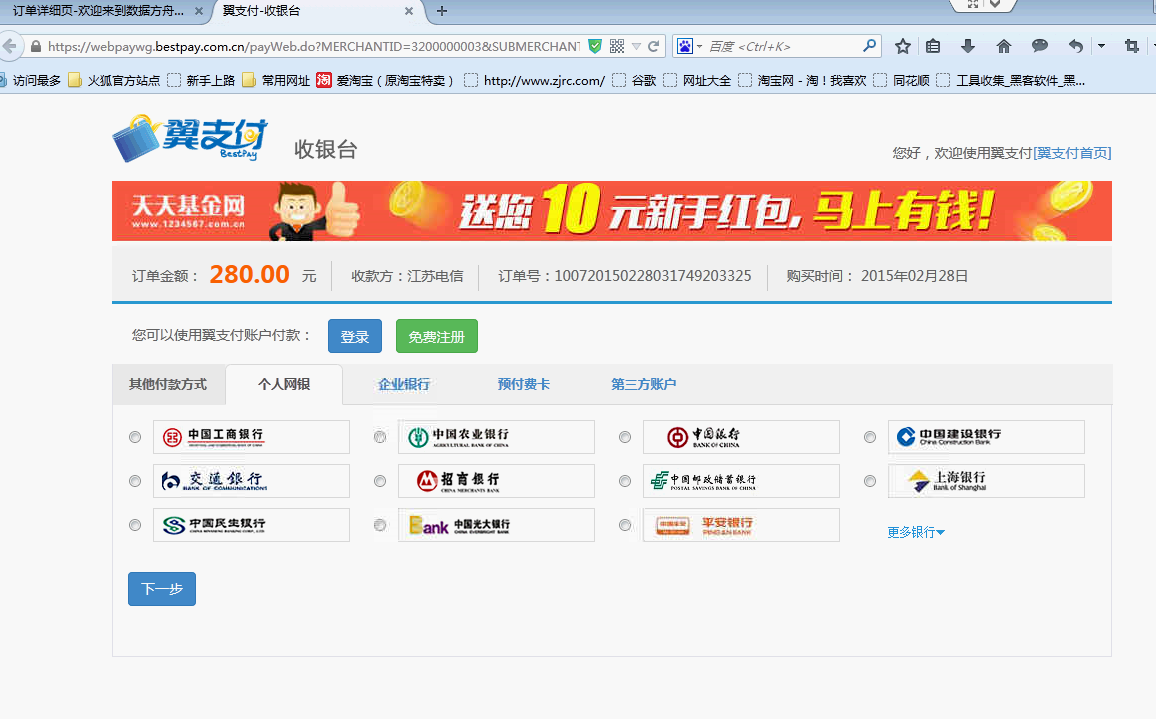 订单详细页-欢迎来到数据方舟... × 翼支付-收银台 × +
https://webpaywg.bestpay.com.cn/payWeb.do?MERCHANTID=3200000003&SUBMERCHANT 百度 <Ctrl+K>
访问最多 火狐官方站点 新手上路 常用网址 淘 爱淘宝（原淘宝特卖） http://www.zjrc.com/ 谷歌 网址大全 淘宝网 - 淘！我喜欢 同花顺 工具收集_黑客软件_黑...
翼支付 BestPay 收银台
您好，欢迎使用翼支付[翼支付首页]
天天基金网 送您10元新手红包,马上有钱!
www.1234567.com.cn
订单金额： 280.00 元 收款方：江苏电信 订单号：100720150228031749203325 购买时间： 2015年02月28日
您可以使用翼支付账户付款： 登录 免费注册
其他付款方式 个人网银 企业银行 预付费卡 第三方账户
中国工商银行 中国农业银行 AGRICULTURAL BANK OF CHINA 中国银行 BANK OF CHINA 中国建设银行 China Construction Bank
交通银行 BANK OF COMMUNICATIONS 招商银行 CHINA MERCHANTS BANK 中国邮政储蓄银行 POSTAL SAVINGS BANK OF CHINA 上海银行 Bank of Shanghai
中国民生银行 CHINA MINSHENG BANKING CORP., LTD. Bank 中国光大银行 CHINA EVERBRIGHT BANK 中国平安 平安银行 PING AN BANK 更多银行
下一步